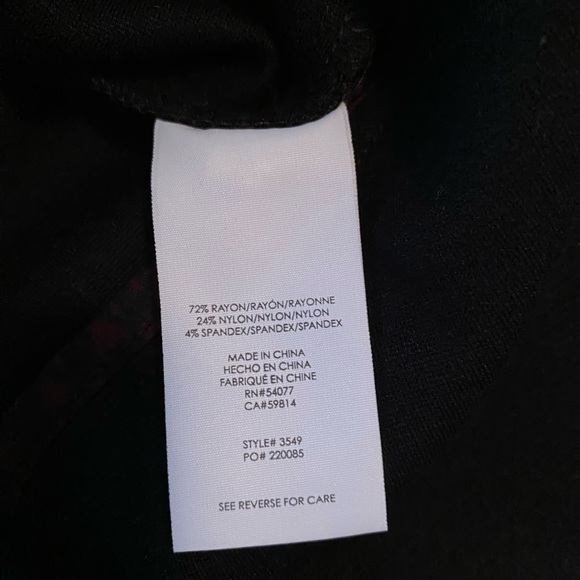 72% RAYON/RAYÓN/RAYONNE
24% NYLON/NYLON/NYLON
4% SPANDEX/SPANDEX/SPANDEX
MADE IN CHINA
HECHO EN CHINA
FABRIQUÉ EN CHINE
RN#54077
CA#59814
STYLE# 3549
PO# 220085
SEE REVERSE FOR CARE